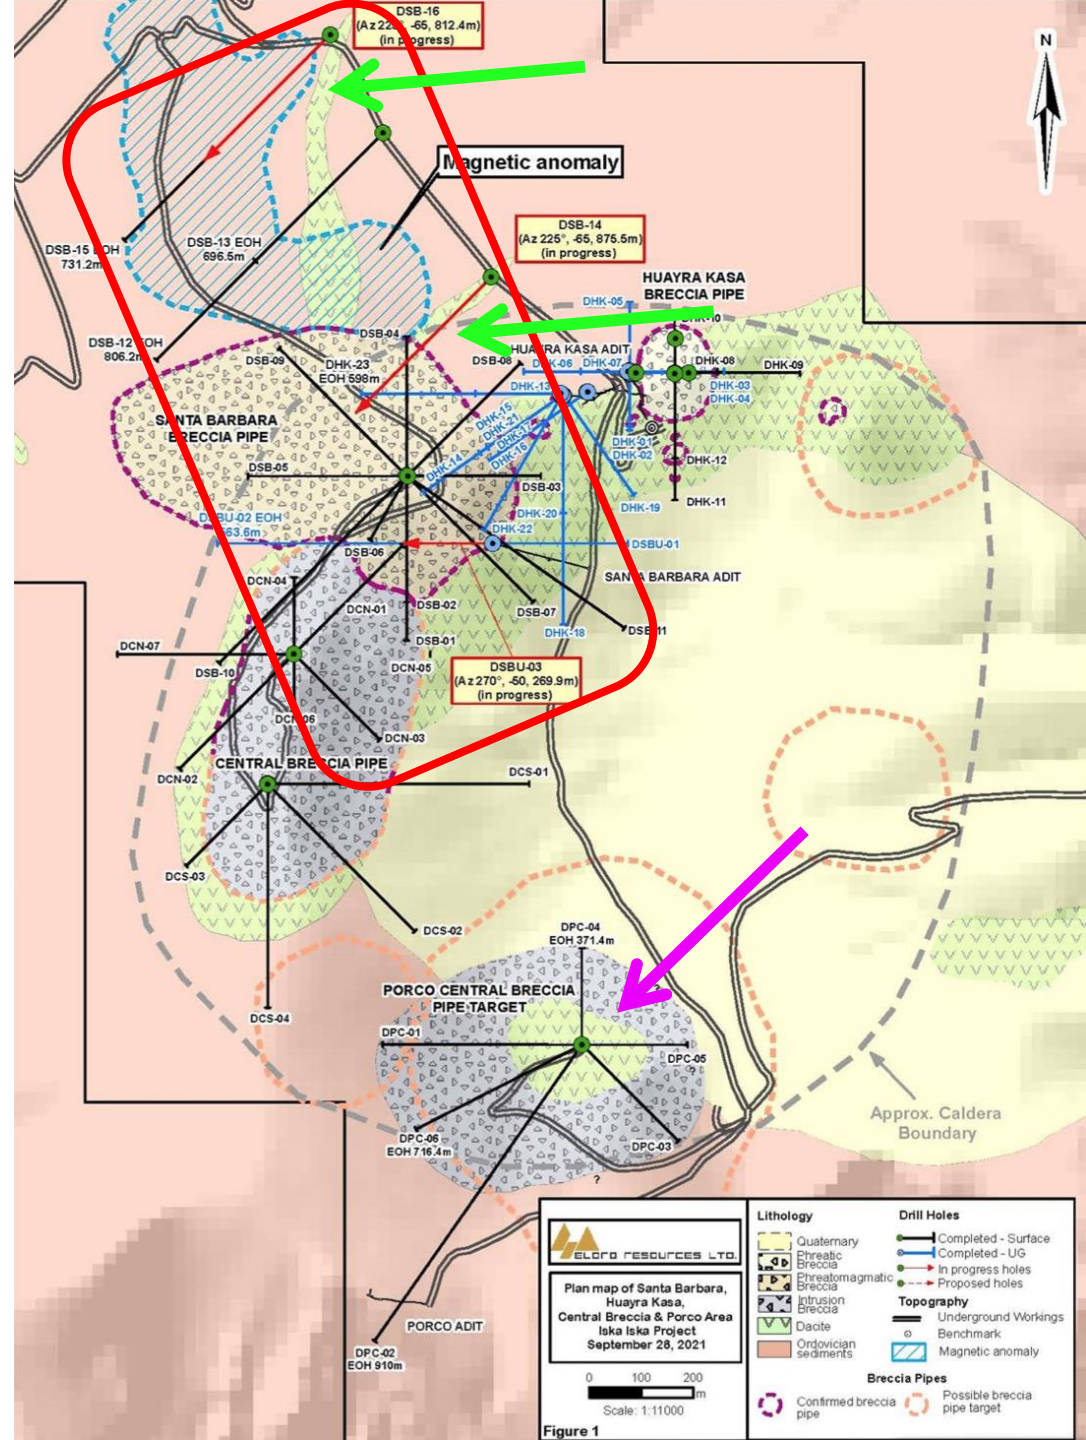 DSB-16
(Az 225°, -65, 812.4m)
(in progress)
N
Magnetic anomaly
DSB-15 EOH
731.2m
DSB-13 EOH
696.5m
DSB-14
(Az 225°, -65, 875.5m)
(in progress)
HUAYRA KASA
BRECCIA PIPE
DHK-05
DHK-10
DSB-12 EOH
806.2m
DSB-04
DSB-09
DHK-23
EOH 598m
DSB-08
HUAYRA KASA ADIT
DHK-06
DHK-07
DHK-08
DHK-09
DHK-03
DHK-04
DHK-13
SANTA BARBARA
BRECCIA PIPE
DHK-15
DHK-21
DHK-17
DHK-16
DHK-14
DHK-01
DHK-02
DHK-12
DSB-05
DSB-03
DHK-19
DHK-11
DHK-20
DSBU-02 EOH
563.6m
DHK-22
DSB-06
DSBU-01
SANTA BARBARA ADIT
DCN-04
DCN-01
DSB-02
DSB-07
DSB-01
DHK-18
DSB-11
DCN-07
DSB-10
DCN-05
DSBU-03
(Az 270°, -50, 269.9m)
(in progress)
DCN-06
DCN-03
CENTRAL BRECCIA PIPE
DCN-02
DCS-01
DCS-03
DCS-02
DPC-04
EOH 371.4m
PORCO CENTRAL BRECCIA
PIPE TARGET
?
DCS-04
DPC-01
DPC-05
?
DPC-06
EOH 716.4m
DPC-03
?
Approx. Caldera
Boundary
PORCO ADIT
DPC-02
EOH 910m
ELORO RESOURCES LTD.
Plan map of Santa Barbara,
Huayra Kasa,
Central Breccia & Porco Area
Iska Iska Project
September 28, 2021
0 100 200
m
Scale: 1:11000
Figure 1
Lithology
Quaternary
Phreatic
Breccia
Phreatomagmatic
Breccia
Intrusion
Breccia
Dacite
Ordovician
sediments
Drill Holes
Completed - Surface
Completed - UG
In progress holes
Proposed holes
Topography
Underground Workings
Benchmark
Magnetic anomaly
Breccia Pipes
Confirmed breccia
pipe
Possible breccia
pipe target